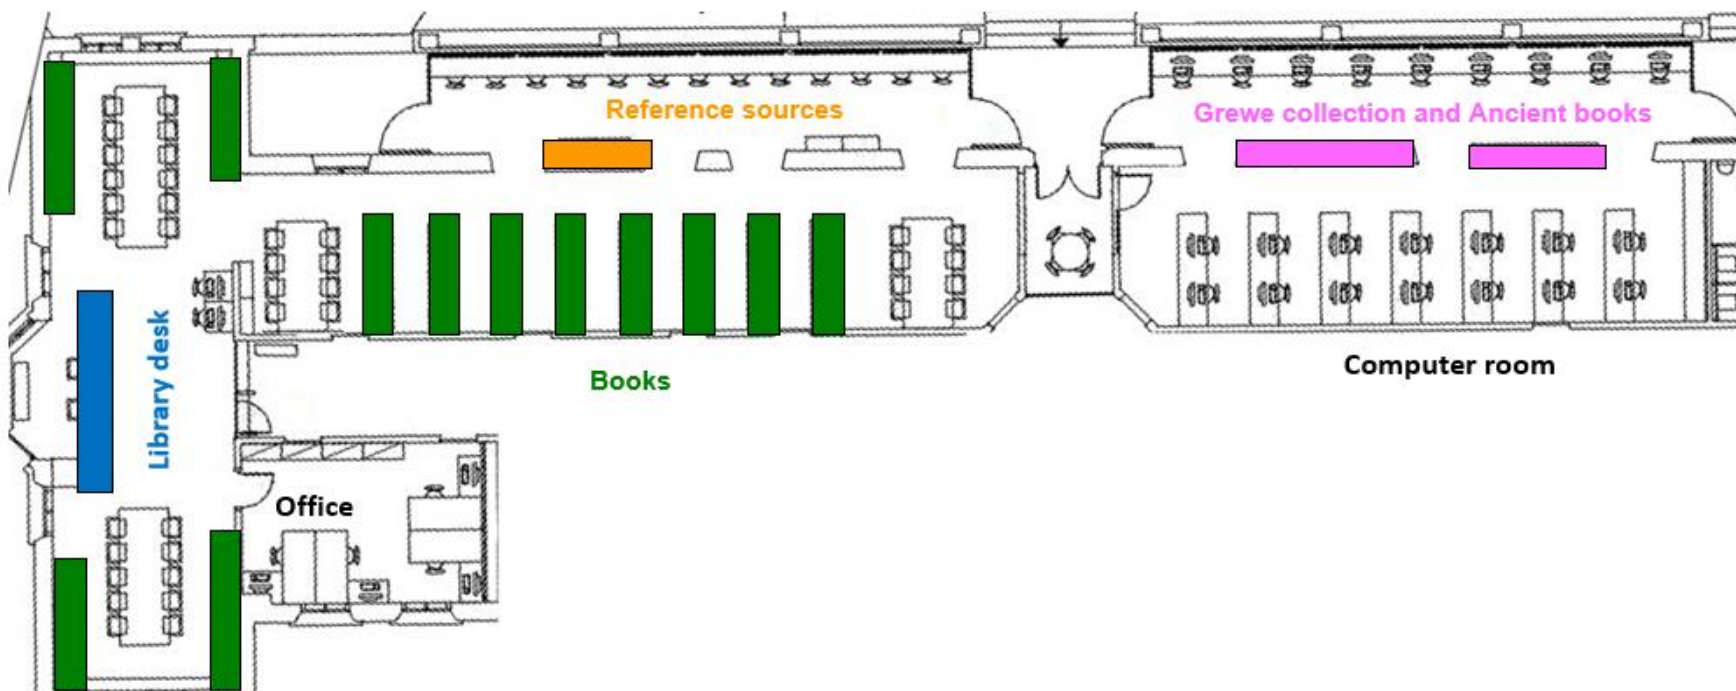 Reference sources
Grewe collection and Ancient books
Library desk
Books
Computer room
Office